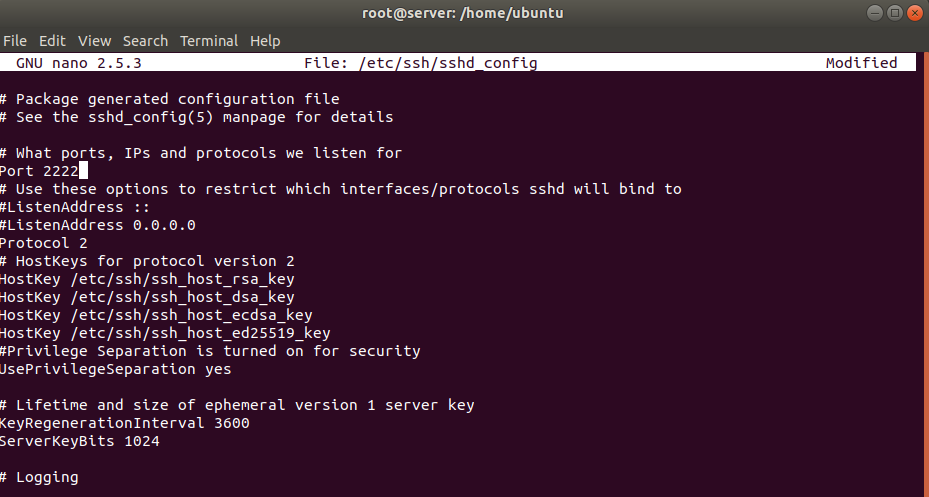 root@server: /home/ubuntu
File Edit View Search Terminal Help
GNU nano 2.5.3 File: /etc/ssh/sshd_config Modified
# Package generated configuration file
# See the sshd_config(5) manpage for details
# What ports, IPs and protocols we listen for
Port 2222
# Use these options to restrict which interfaces/protocols sshd will bind to
#ListenAddress ::
#ListenAddress 0.0.0.0
Protocol 2
# HostKeys for protocol version 2
HostKey /etc/ssh/ssh_host_rsa_key
HostKey /etc/ssh/ssh_host_dsa_key
HostKey /etc/ssh/ssh_host_ecdsa_key
HostKey /etc/ssh/ssh_host_ed25519_key
#Privilege Separation is turned on for security
UsePrivilegeSeparation yes
# Lifetime and size of ephemeral version 1 server key
KeyRegenerationInterval 3600
ServerKeyBits 1024
# Logging